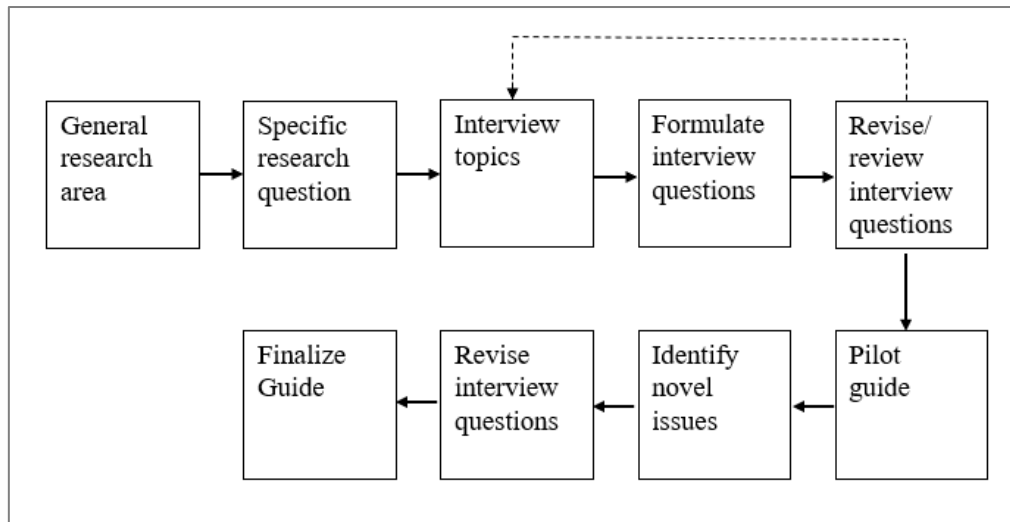 General
research
area
Specific
research
question
Interview
topics
Formulate
interview
questions
Revise/
review
interview
questions
Finalize
Guide
Revise
interview
questions
Identify
novel
issues
Pilot
guide